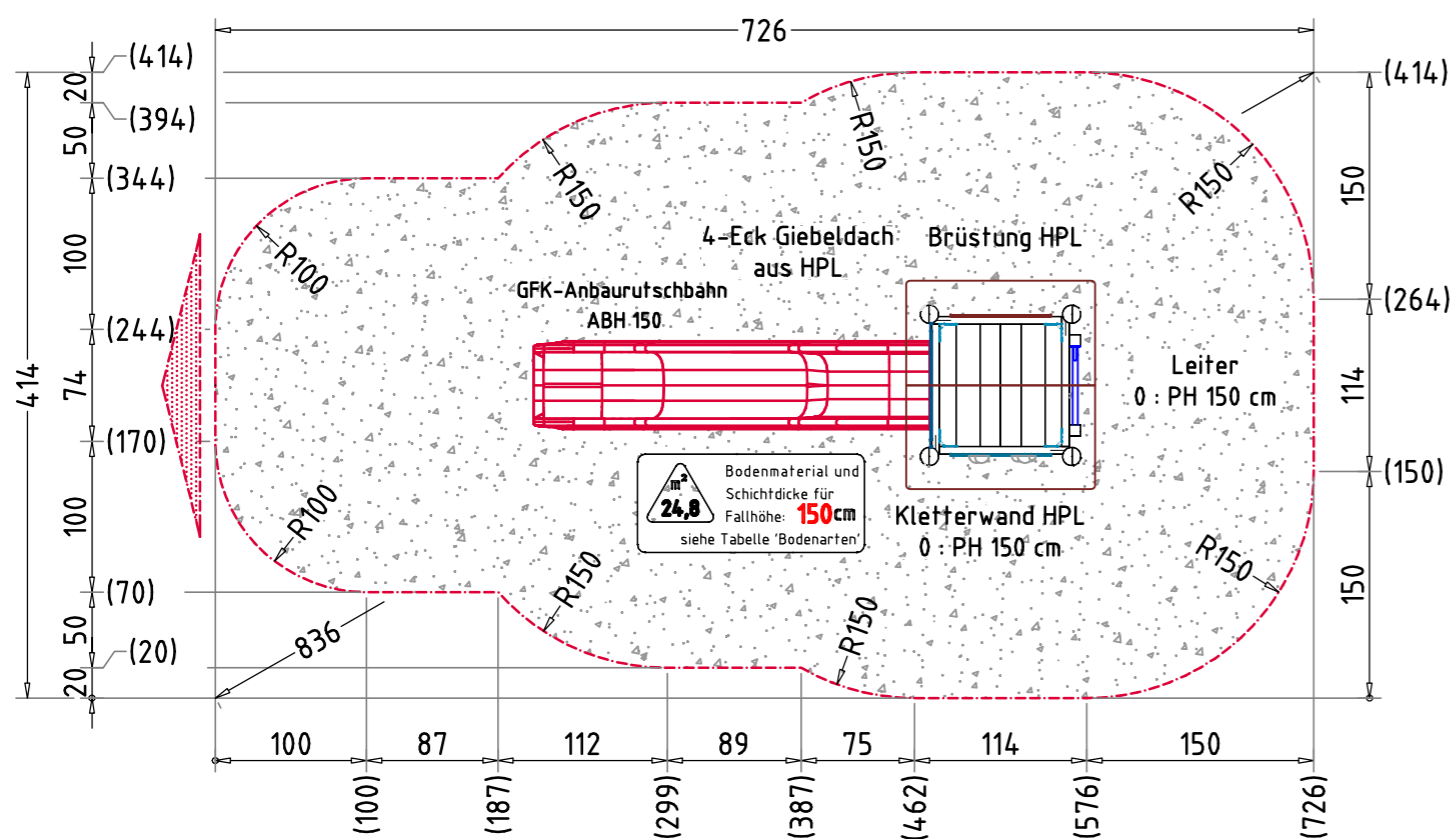 726
(414)
(394)
(344)
(244)
(170)
(70)
(20)
20
50
100
74
100
50
20
414
(414)
150
(264)
114
(150)
150
R150
R150
R150
R100
4-Eck Giebeldach
aus HPL
Brüstung HPL
GFK-Anbaurutschbahn
ABH 150
Leiter
0 : PH 150 cm
m²
24,8
Bodenmaterial und
Schichtdicke für
Fallhöhe: 150cm
siehe Tabelle 'Bodenarten'
Kletterwand HPL
0 : PH 150 cm
R100
R150
R150
R150
836
100
87
112
89
75
114
150
(100)
(187)
(299)
(387)
(462)
(576)
(726)